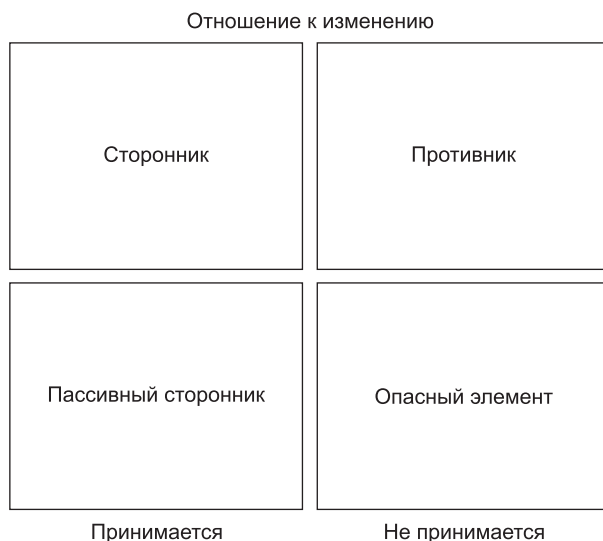 Отношение к изменению
Сторонник
Противник
Пассивный сторонник
Опасный элемент
Принимается
Не принимается